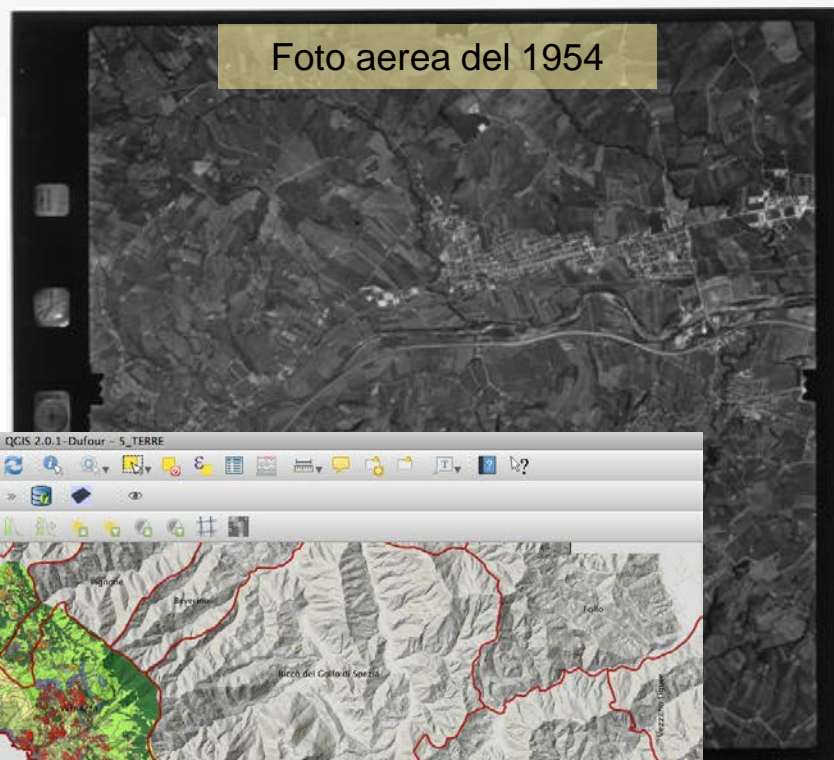 Foto aerea del 1954
QGIS 2.0.1-Dufour - 5_TERRE
Pignone
Beverino
Follo
Riccò del Golfo di Spezia
Vezzano Ligure